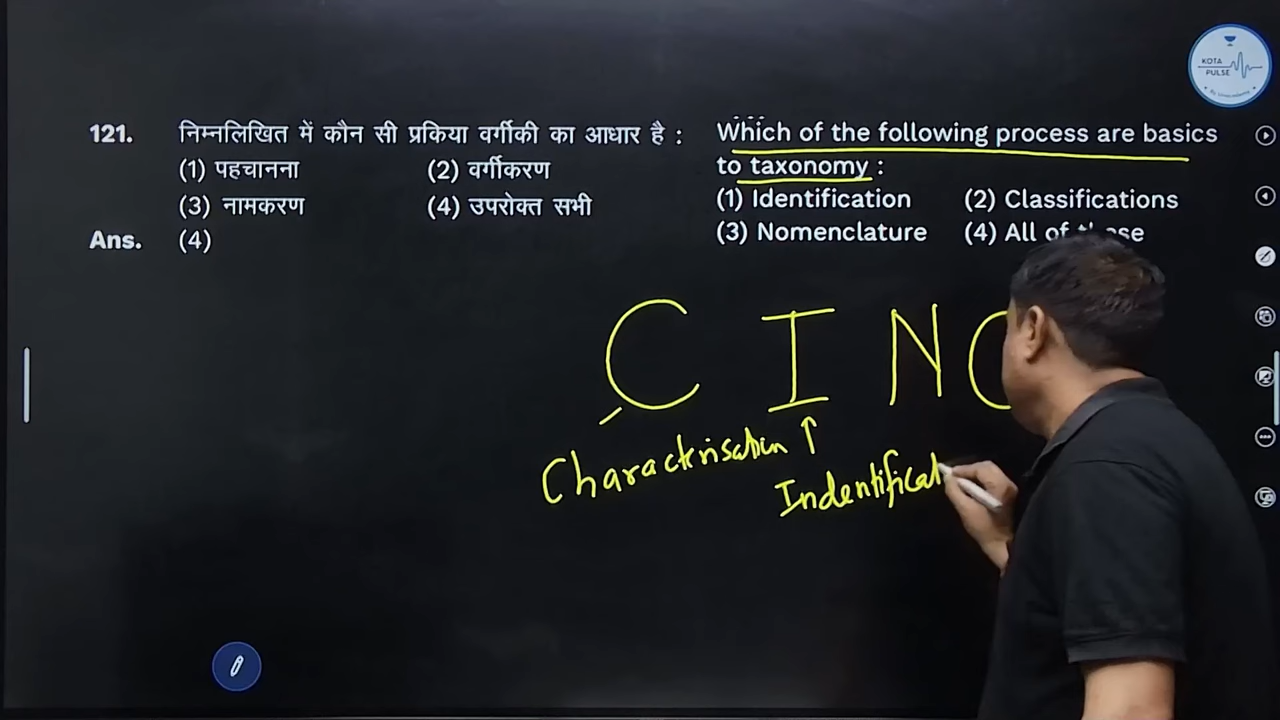 KOTA
PULSE
121. निम्नलिखित में कौन सी प्रकिया वर्गीकी का आधार है :
(1) पहचानना (2) वर्गीकरण
(3) नामकरण (4) उपरोक्त सभी
Ans. (4)
Which of the following process are basics
to taxonomy :
(1) Identification (2) Classifications
(3) Nomenclature (4) All of
C I N
Charactrisation
Indentificat